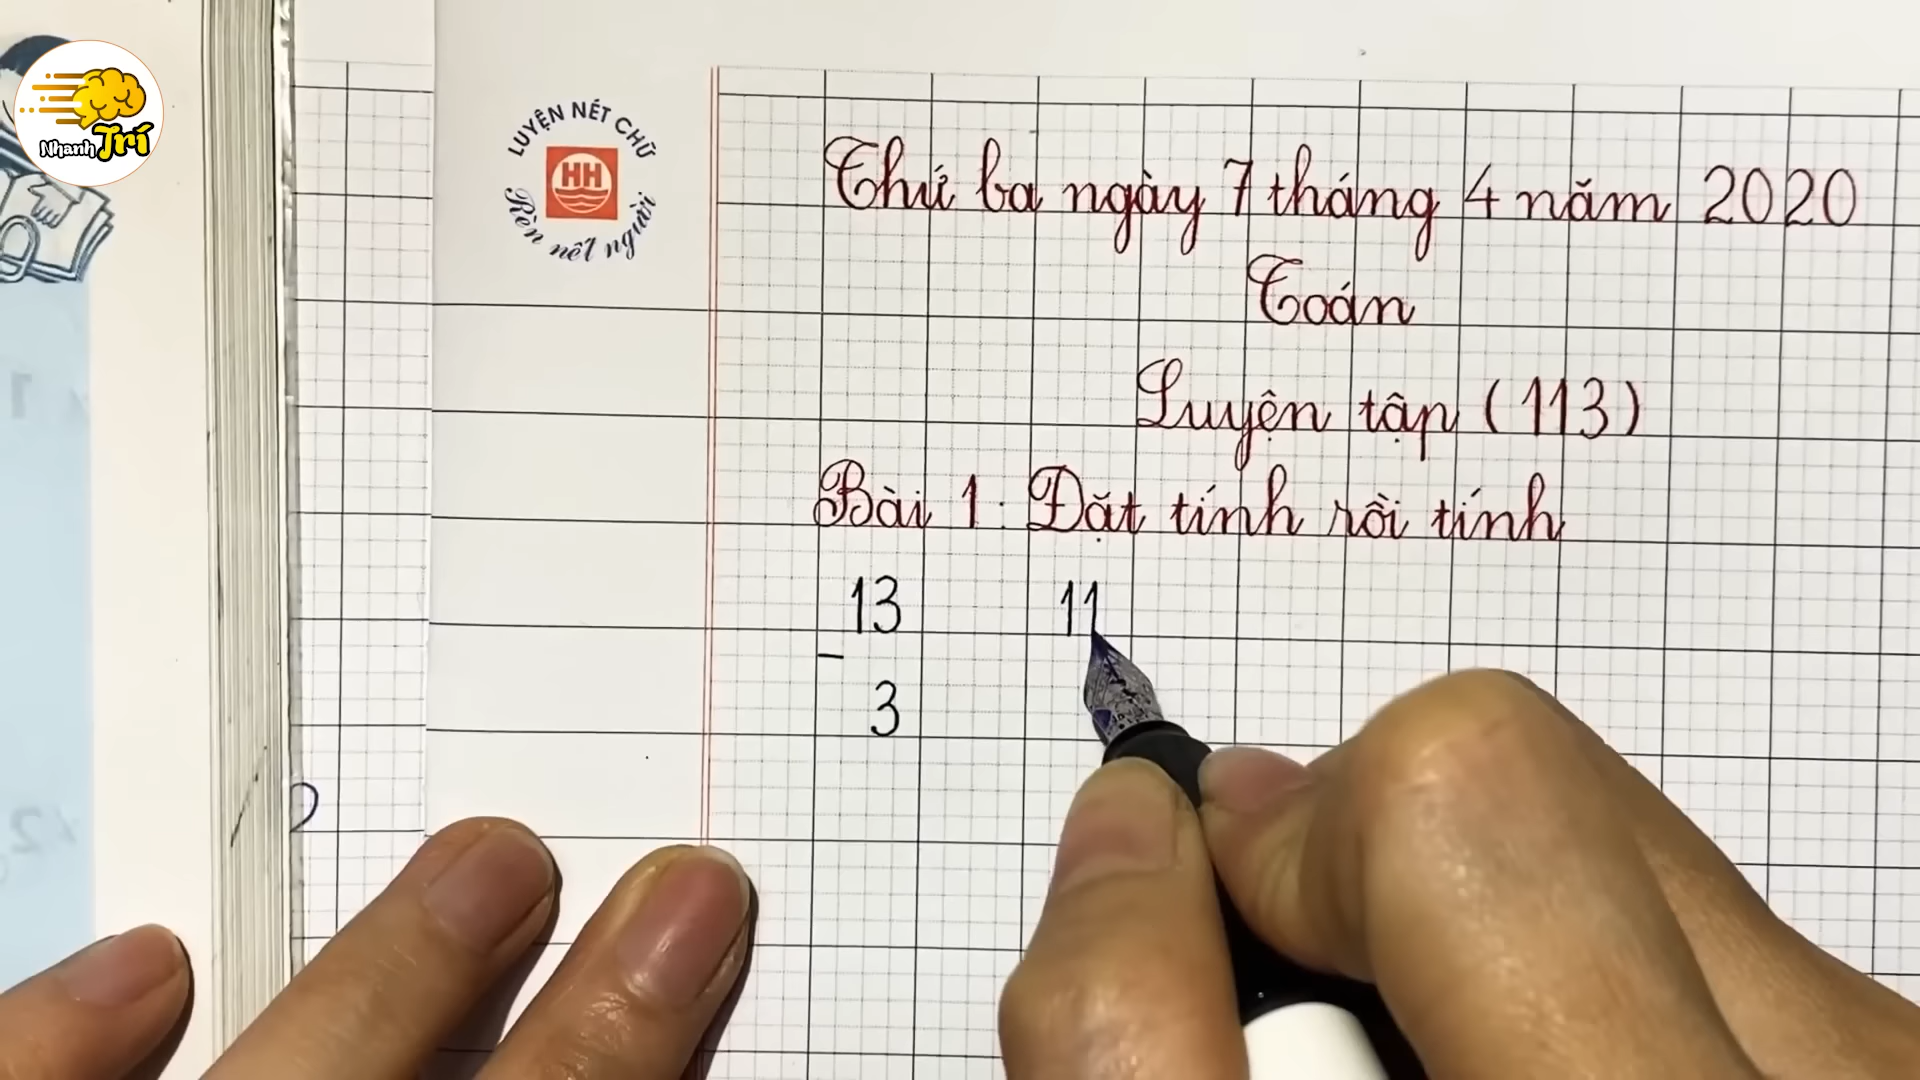 Nhanh Trí
LUYỆN NÉT CHỮ
HH
Rèn nết người
Thứ ba ngày 7 tháng 4 năm 2020
Toán
Luyện tập (113)
Bài 1: Đặt tính rồi tính
13 11
-
3